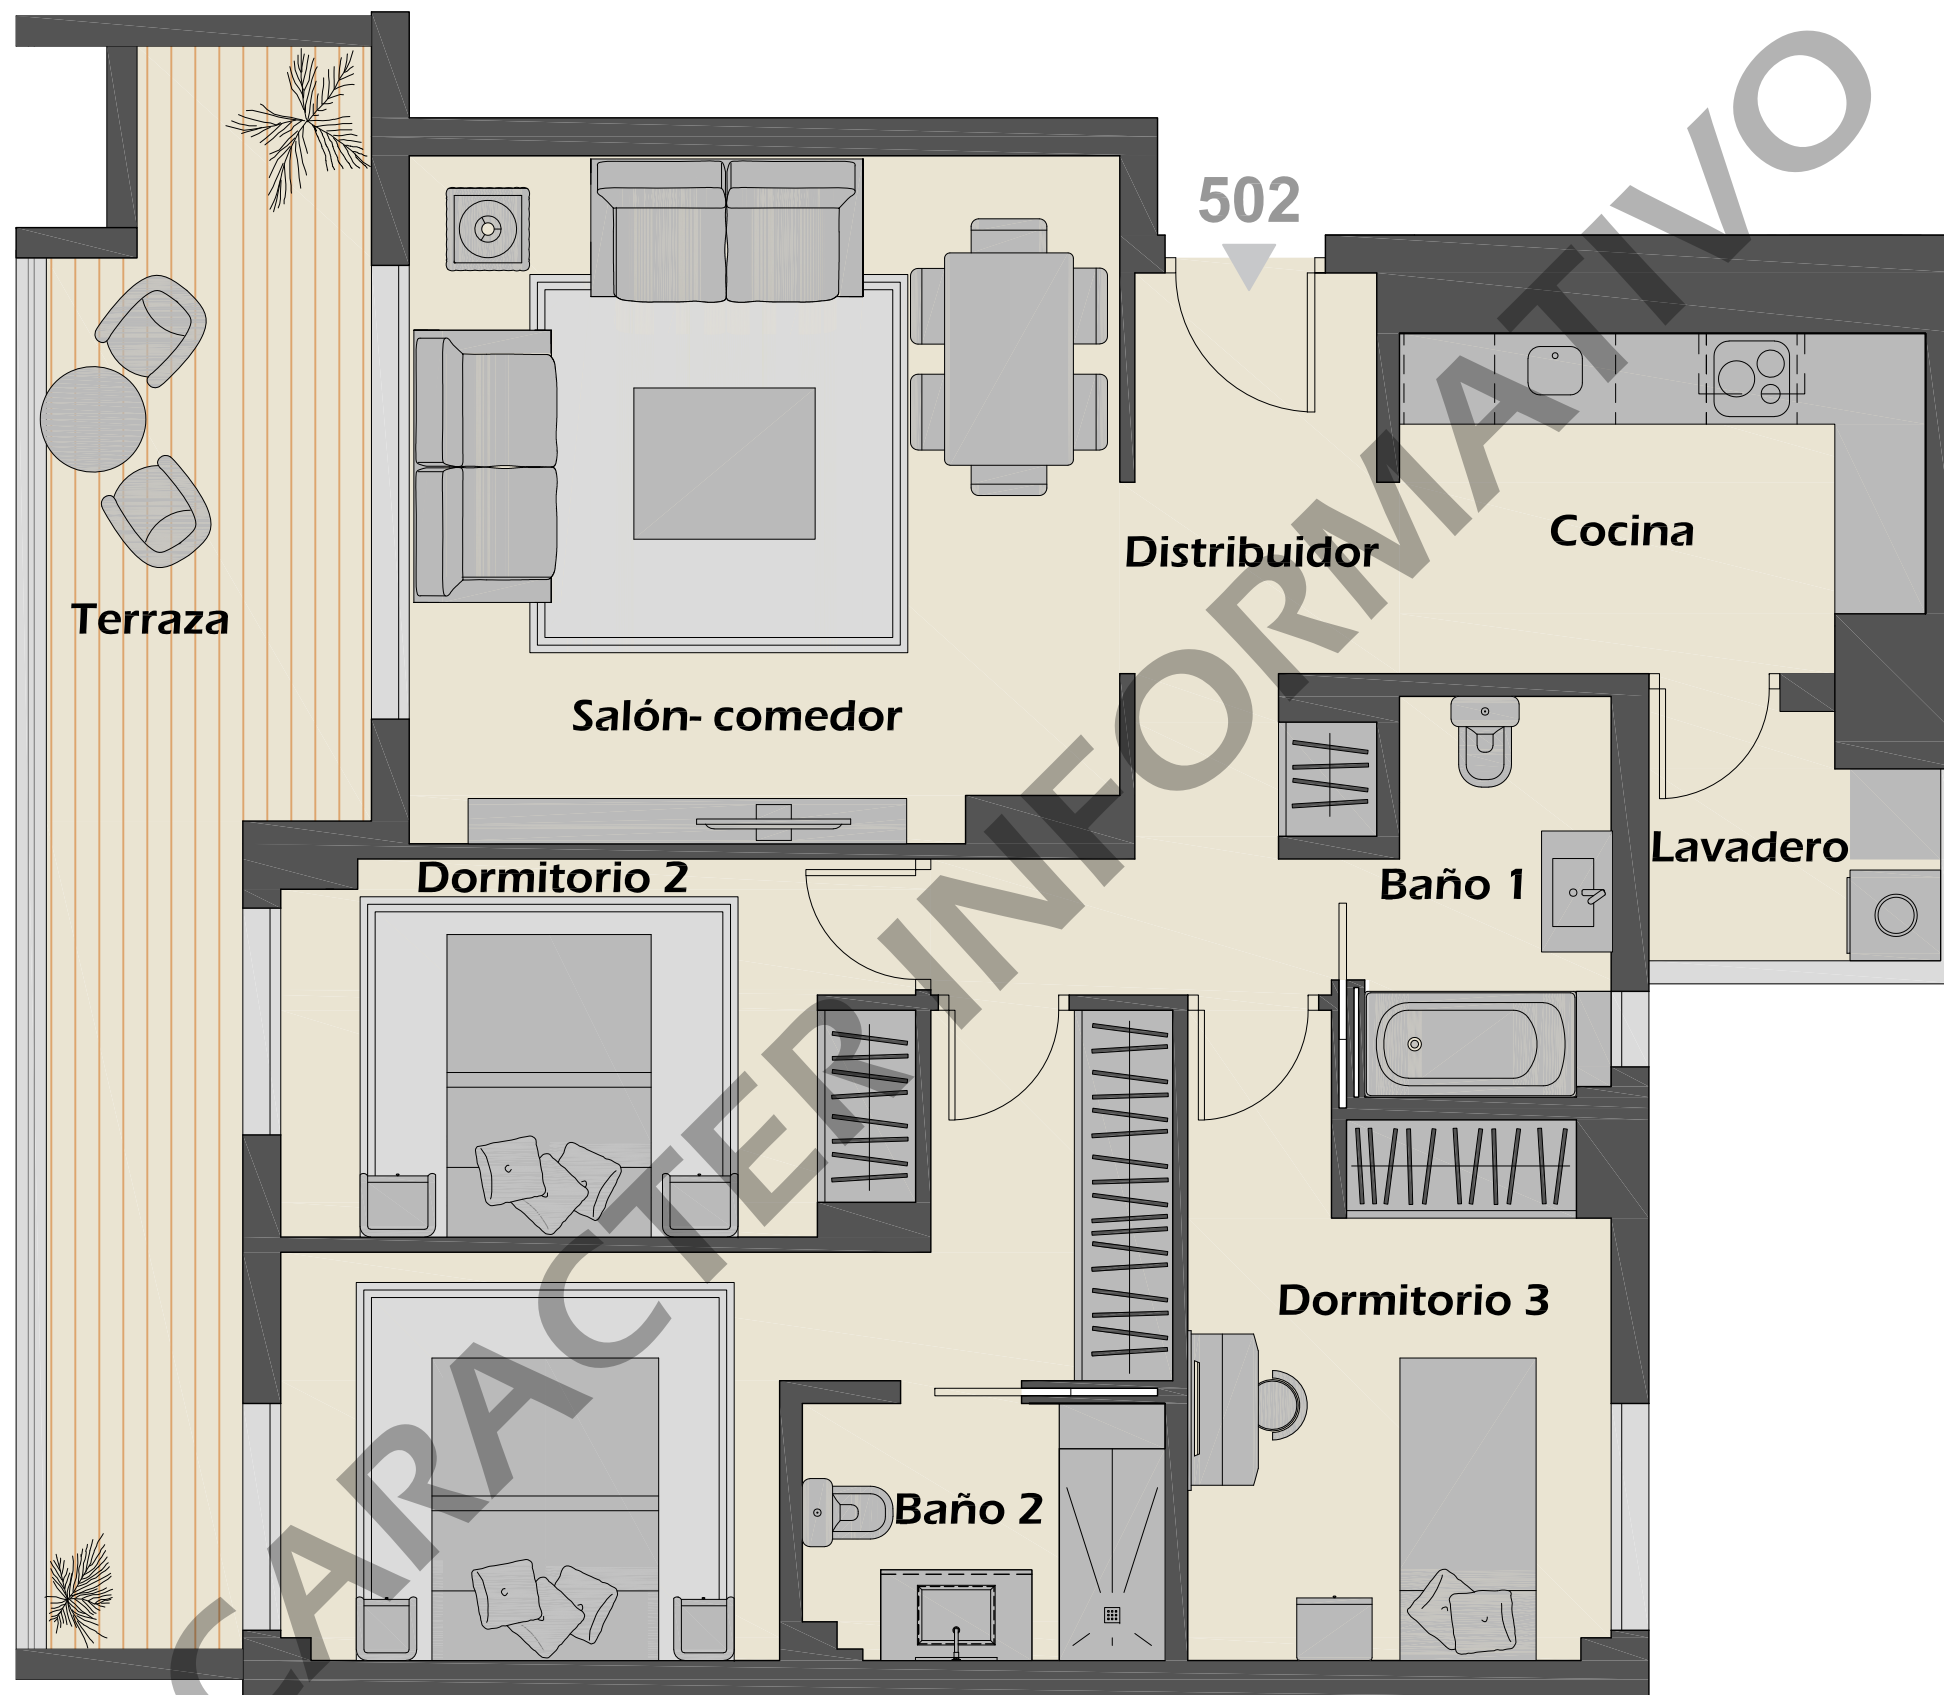 502
Cocina
Distribuidor
Terraza
Salón- comedor
Lavadero
Dormitorio 2
Baño 1
Dormitorio 3
Baño 2
CARACTER INFORMATIVO